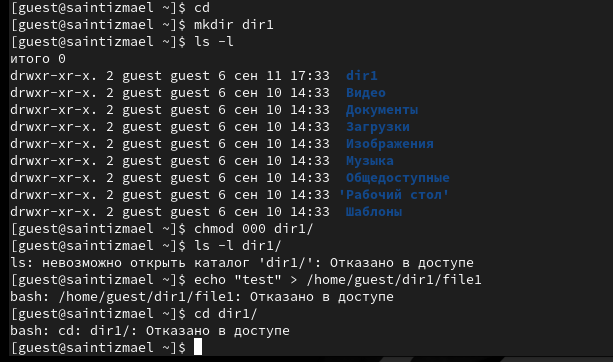 [guest@saintizmael ~]$ cd
[guest@saintizmael ~]$ mkdir dir1
[guest@saintizmael ~]$ ls -l
итого 0
drwxr-xr-x. 2 guest guest 6 сен 11 17:33  dir1
drwxr-xr-x. 2 guest guest 6 сен 10 14:33  Видео
drwxr-xr-x. 2 guest guest 6 сен 10 14:33  Документы
drwxr-xr-x. 2 guest guest 6 сен 10 14:33  Загрузки
drwxr-xr-x. 2 guest guest 6 сен 10 14:33  Изображения
drwxr-xr-x. 2 guest guest 6 сен 10 14:33  Музыка
drwxr-xr-x. 2 guest guest 6 сен 10 14:33  Общедоступные
drwxr-xr-x. 2 guest guest 6 сен 10 14:33 'Рабочий стол'
drwxr-xr-x. 2 guest guest 6 сен 10 14:33  Шаблоны
[guest@saintizmael ~]$ chmod 000 dir1/
[guest@saintizmael ~]$ ls -l dir1/
ls: невозможно открыть каталог 'dir1/': Отказано в доступе
[guest@saintizmael ~]$ echo "test" > /home/guest/dir1/file1
bash: /home/guest/dir1/file1: Отказано в доступе
[guest@saintizmael ~]$ cd dir1/
bash: cd: dir1/: Отказано в доступе
[guest@saintizmael ~]$